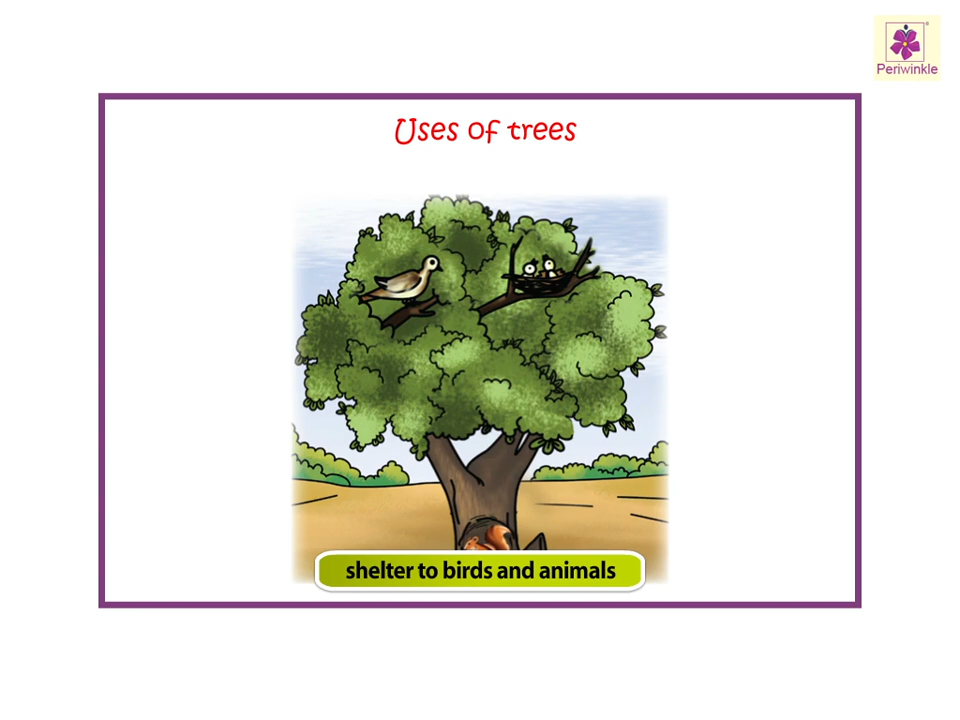 Periwinkle
Uses of trees
shelter to birds and animals